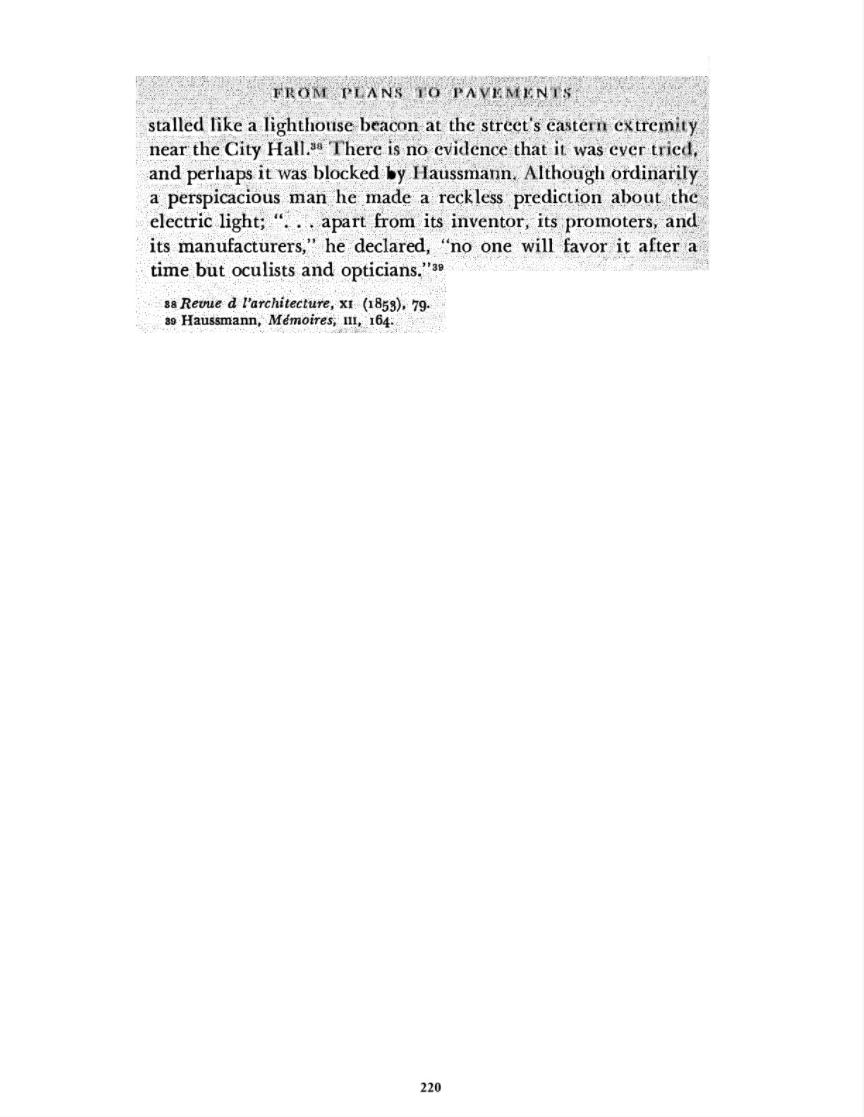 FROM PLANS TO PAVEMENTS
stalled like a lighthouse beacon at the street's eastern extremity
near the City Hall.³⁸ There is no evidence that it was ever tried,
and perhaps it was blocked by Haussmann. Although ordinarily
a perspicacious man he made a reckless prediction about the
electric light; “. . . apart from its inventor, its promoters, and
its manufacturers,” he declared, “no one will favor it after a
time but oculists and opticians.”³⁹
38 Revue d l'architecture, XI (1853), 79.
39 Haussmann, Mémoires, III, 164.
220